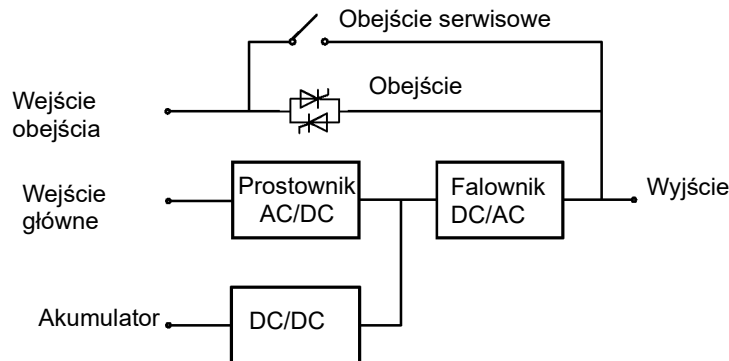 Obejście serwisowe
Obejście
Wejście
obejścia
Prostownik
AC/DC
Falownik
DC/AC
Wyjście
Wejście
główne
Akumulator
DC/DC